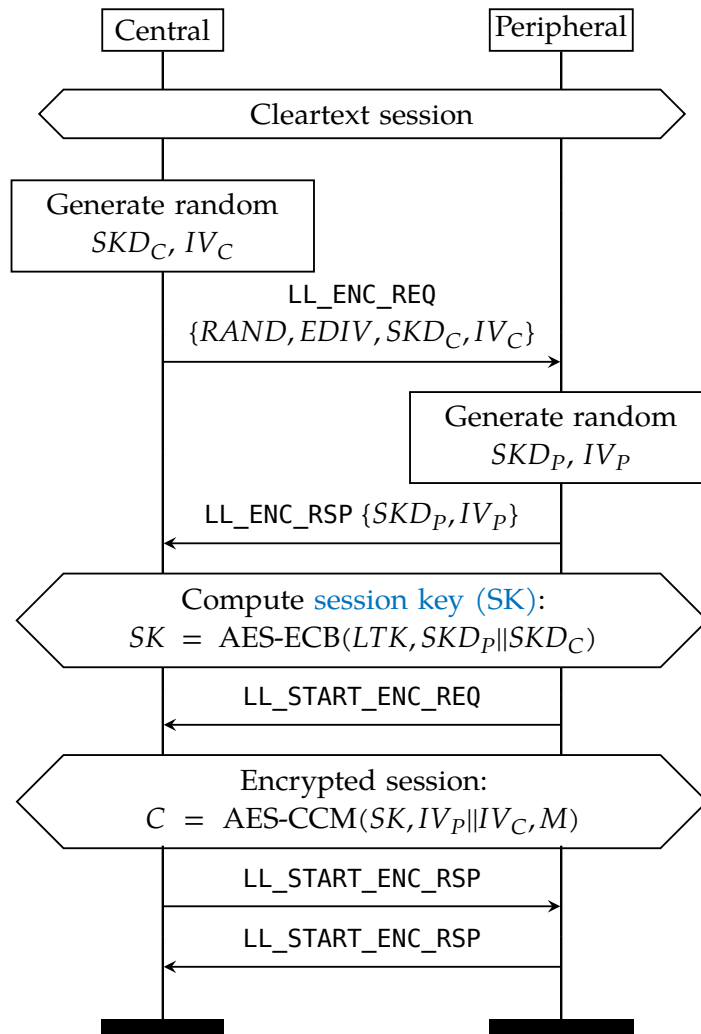 Central
Peripheral
Cleartext session
Generate random
SKD_C, IV_C
LL_ENC_REQ
{RAND, EDIV, SKD_C, IV_C}
Generate random
SKD_P, IV_P
LL_ENC_RSP {SKD_P, IV_P}
Compute session key (SK):
SK = AES-ECB(LTK, SKD_P||SKD_C)
LL_START_ENC_REQ
Encrypted session:
C = AES-CCM(SK, IV_P||IV_C, M)
LL_START_ENC_RSP
LL_START_ENC_RSP